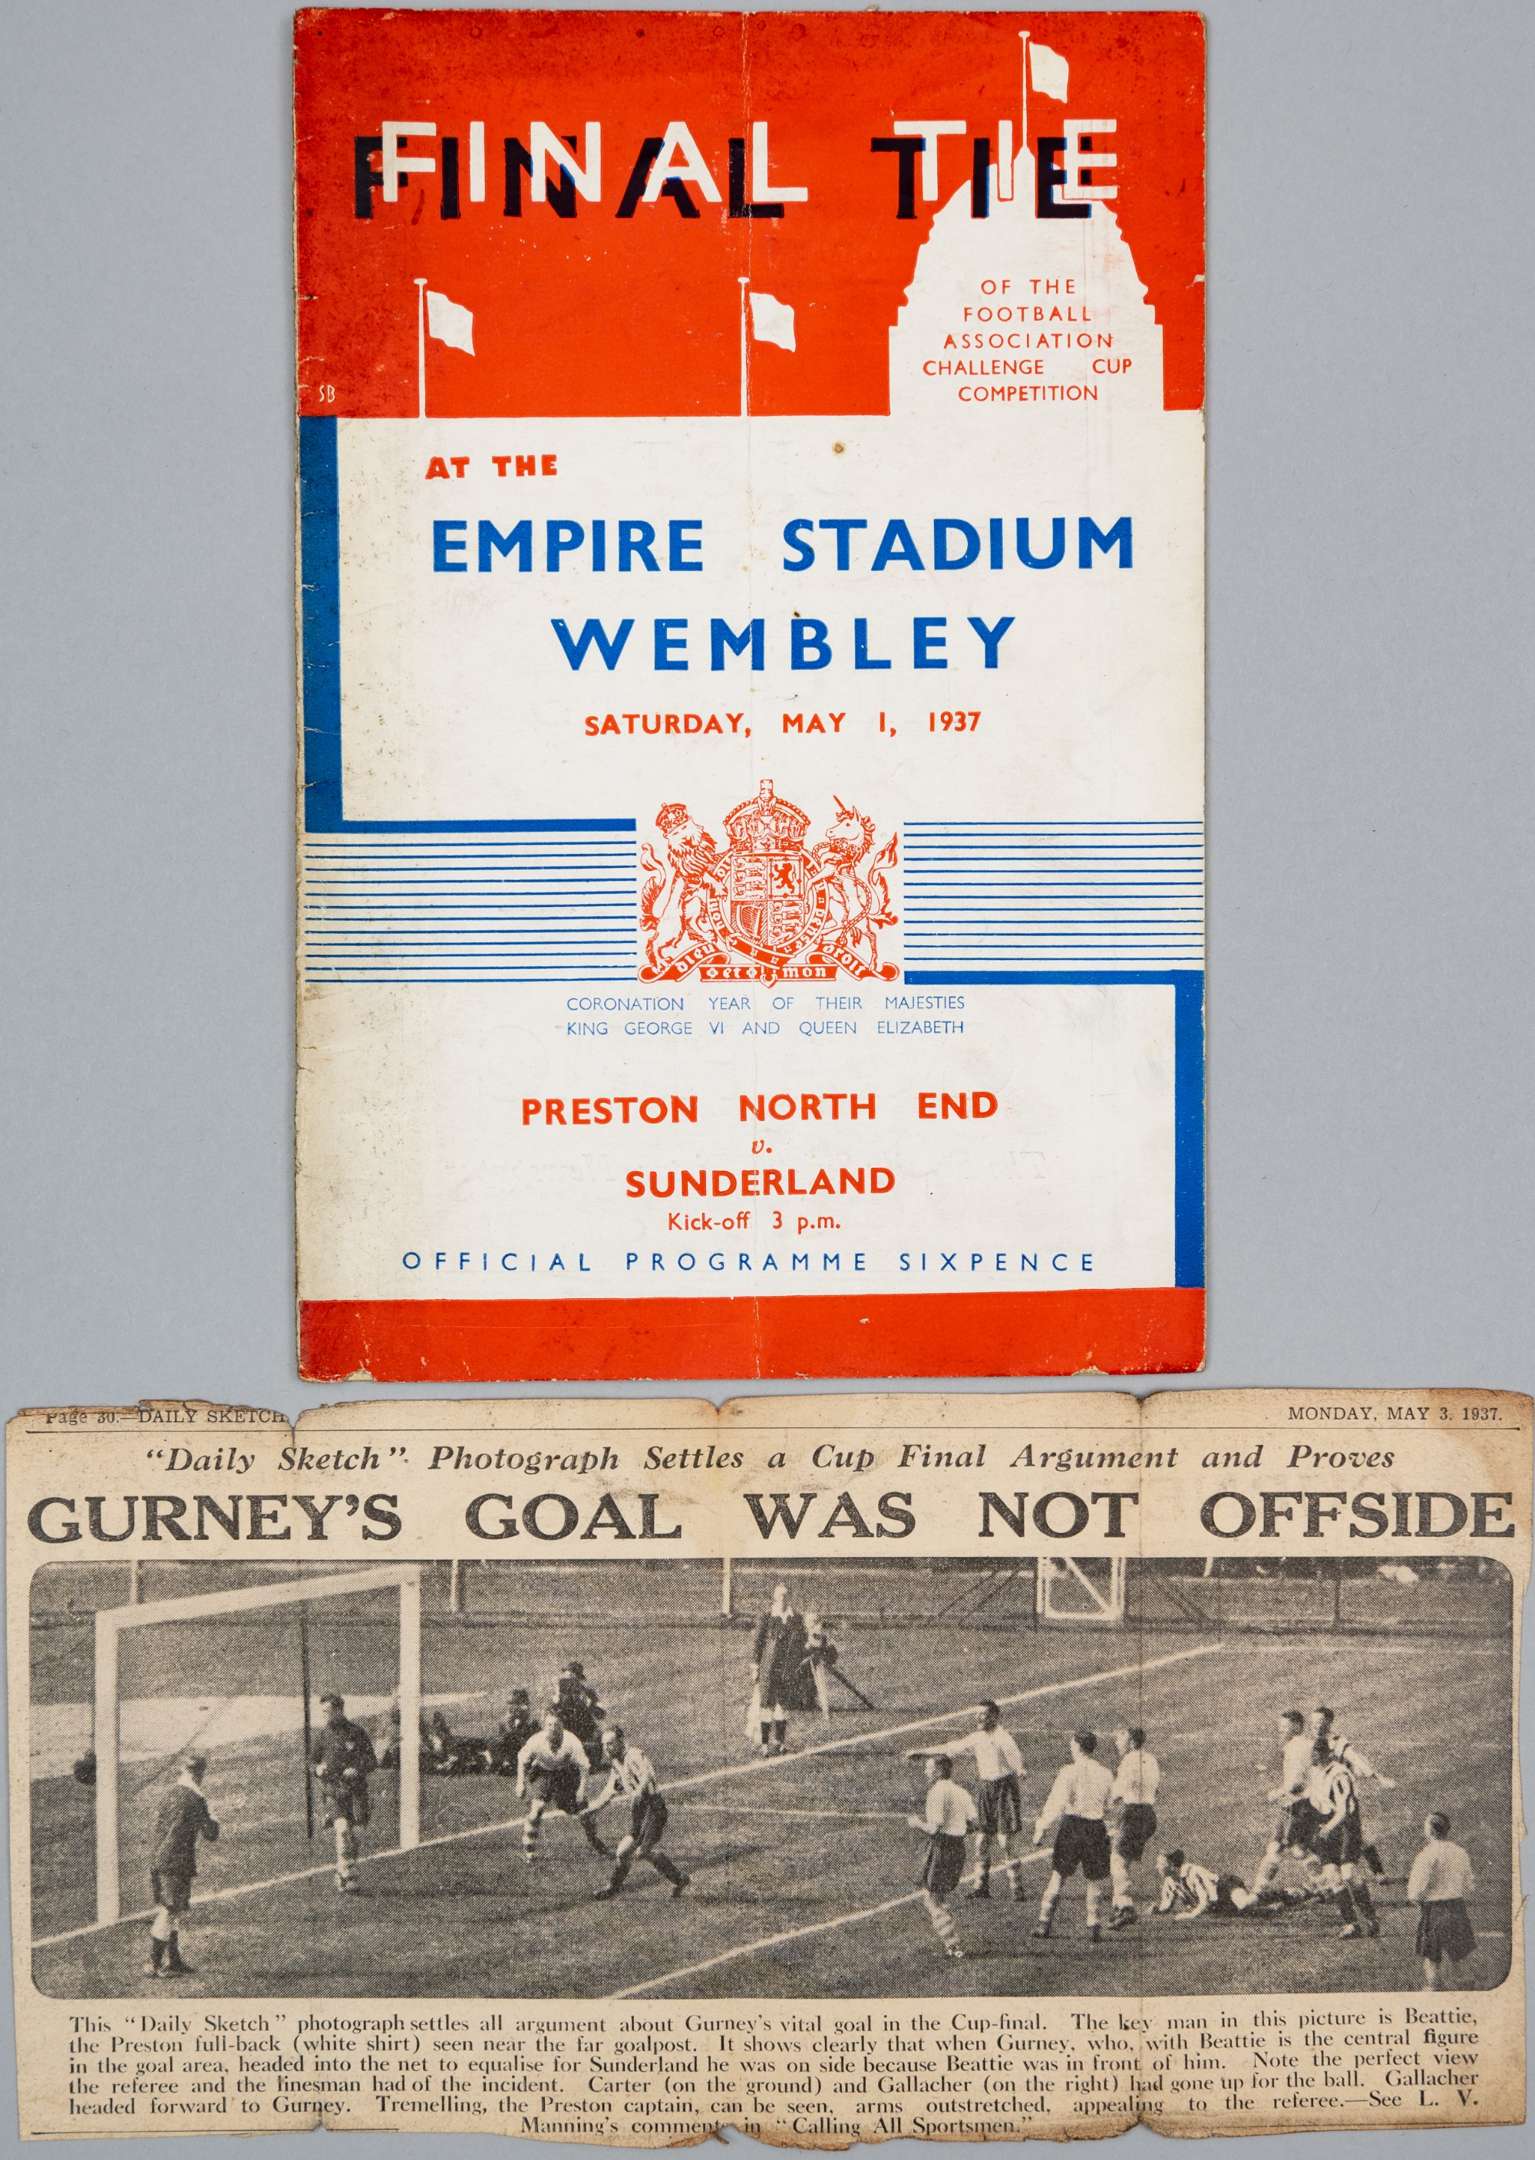 FINAL TIE
OF THE
FOOTBALL
ASSOCIATION
CHALLENGE CUP
COMPETITION
SB
AT THE
EMPIRE STADIUM
WEMBLEY
SATURDAY, MAY 1, 1937
DIEU ET MON DROIT
CORONATION YEAR OF THEIR MAJESTIES
KING GEORGE VI AND QUEEN ELIZABETH
PRESTON NORTH END
v.
SUNDERLAND
Kick-off 3 p.m.
OFFICIAL PROGRAMME SIXPENCE
Page 30.—DAILY SKETCH MONDAY, MAY 3, 1937.
"Daily Sketch" Photograph Settles a Cup Final Argument and Proves
GURNEY'S GOAL WAS NOT OFFSIDE
This "Daily Sketch" photograph settles all argument about Gurney's vital goal in the Cup-final. The key man in this picture is Beattie,
the Preston full-back (white shirt) seen near the far goalpost. It shows clearly that when Gurney, who, with Beattie is the central figure
in the goal area, headed into the net to equalise for Sunderland he was on side because Beattie was in front of him. Note the perfect view
the referee and the linesman had of the incident. Carter (on the ground) and Gallacher (on the right) had gone up for the ball. Gallacher
headed forward to Gurney. Tremelling, the Preston captain, can be seen, arms outstretched, appealing to the referee.—See L. V.
Manning's comments in "Calling All Sportsmen."